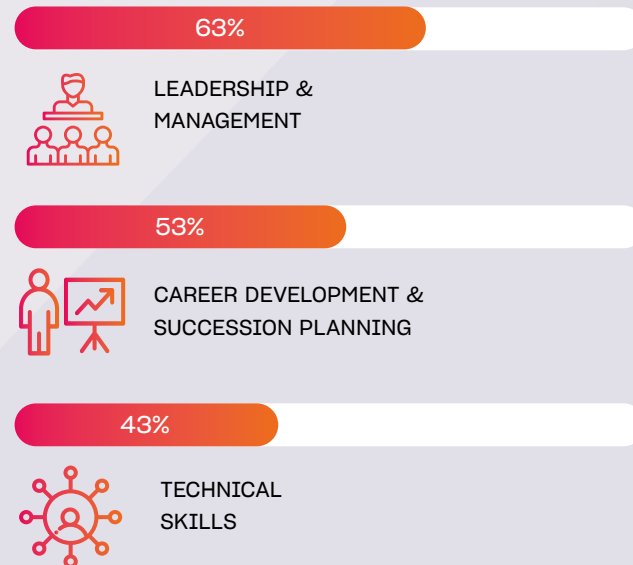 63%
LEADERSHIP &
MANAGEMENT
53%
CAREER DEVELOPMENT &
SUCCESSION PLANNING
43%
TECHNICAL
SKILLS